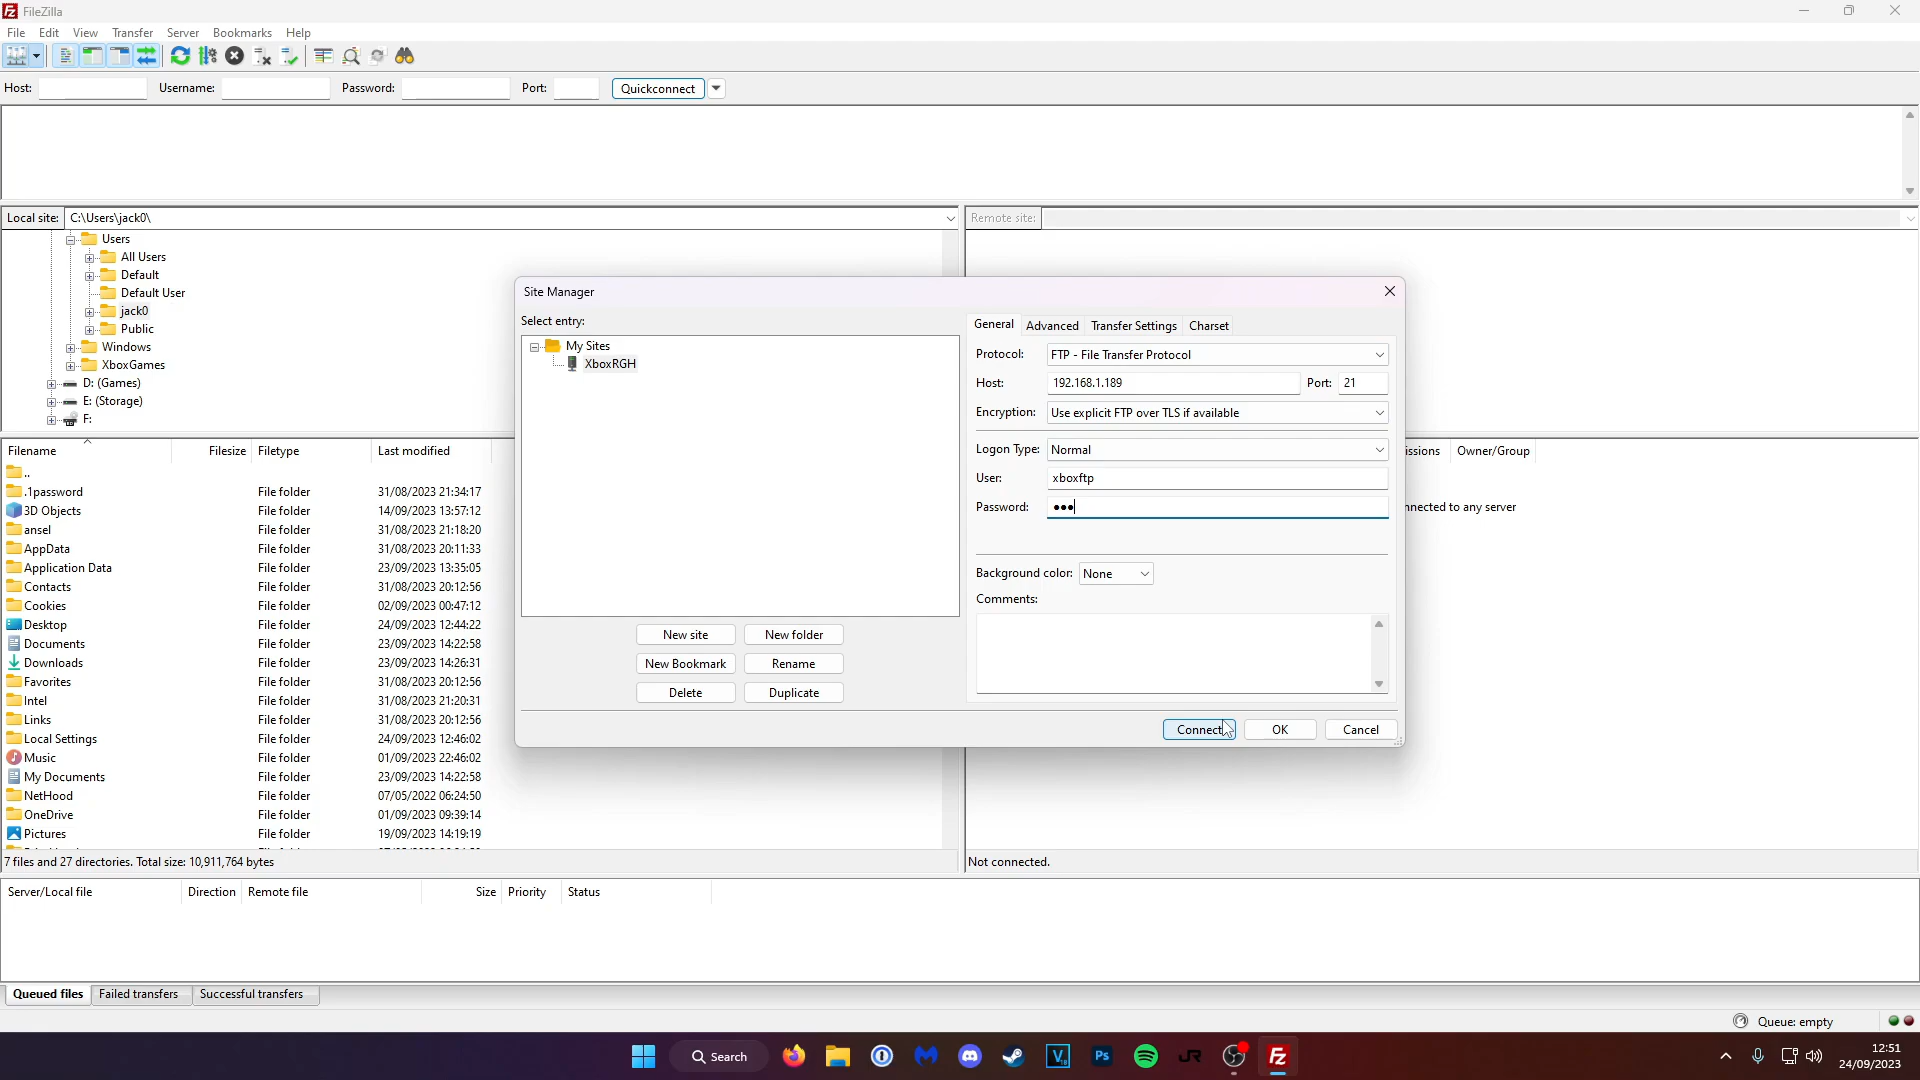 FileZilla
File Edit View Transfer Server Bookmarks Help
Host: Username: Password: Port: Quickconnect
Local site: C:\Users\jack0\
Remote site:
Users
All Users
Default
Default User
jack0
Public
Windows
XboxGames
D: (Games)
E: (Storage)
F:
Filename Filesize Filetype Last modified
..
.1password File folder 31/08/2023 21:34:17
3D Objects File folder 14/09/2023 13:57:12
ansel File folder 31/08/2023 21:18:20
AppData File folder 31/08/2023 20:11:33
Application Data File folder 23/09/2023 13:35:05
Contacts File folder 31/08/2023 20:12:56
Cookies File folder 02/09/2023 00:47:12
Desktop File folder 24/09/2023 12:44:22
Documents File folder 23/09/2023 14:22:58
Downloads File folder 23/09/2023 14:26:31
Favorites File folder 31/08/2023 20:12:56
Intel File folder 31/08/2023 21:20:31
Links File folder 31/08/2023 20:12:56
Local Settings File folder 24/09/2023 12:46:02
Music File folder 01/09/2023 22:46:02
My Documents File folder 23/09/2023 14:22:58
NetHood File folder 07/05/2022 06:24:50
OneDrive File folder 01/09/2023 09:39:14
Pictures File folder 19/09/2023 14:19:19
7 files and 27 directories. Total size: 10,911,764 bytes
Site Manager
Select entry:
My Sites
XboxRGH
New site New folder
New Bookmark Rename
Delete Duplicate
General Advanced Transfer Settings Charset
Protocol: FTP - File Transfer Protocol
Host: 192.168.1.189 Port: 21
Encryption: Use explicit FTP over TLS if available
Logon Type: Normal
User: xboxftp
Password: •••
Background color: None
Comments:
Connect OK Cancel
issions Owner/Group
nnected to any server
Not connected.
Server/Local file Direction Remote file Size Priority Status
Queued files Failed transfers Successful transfers
Queue: empty
Search
12:51
24/09/2023